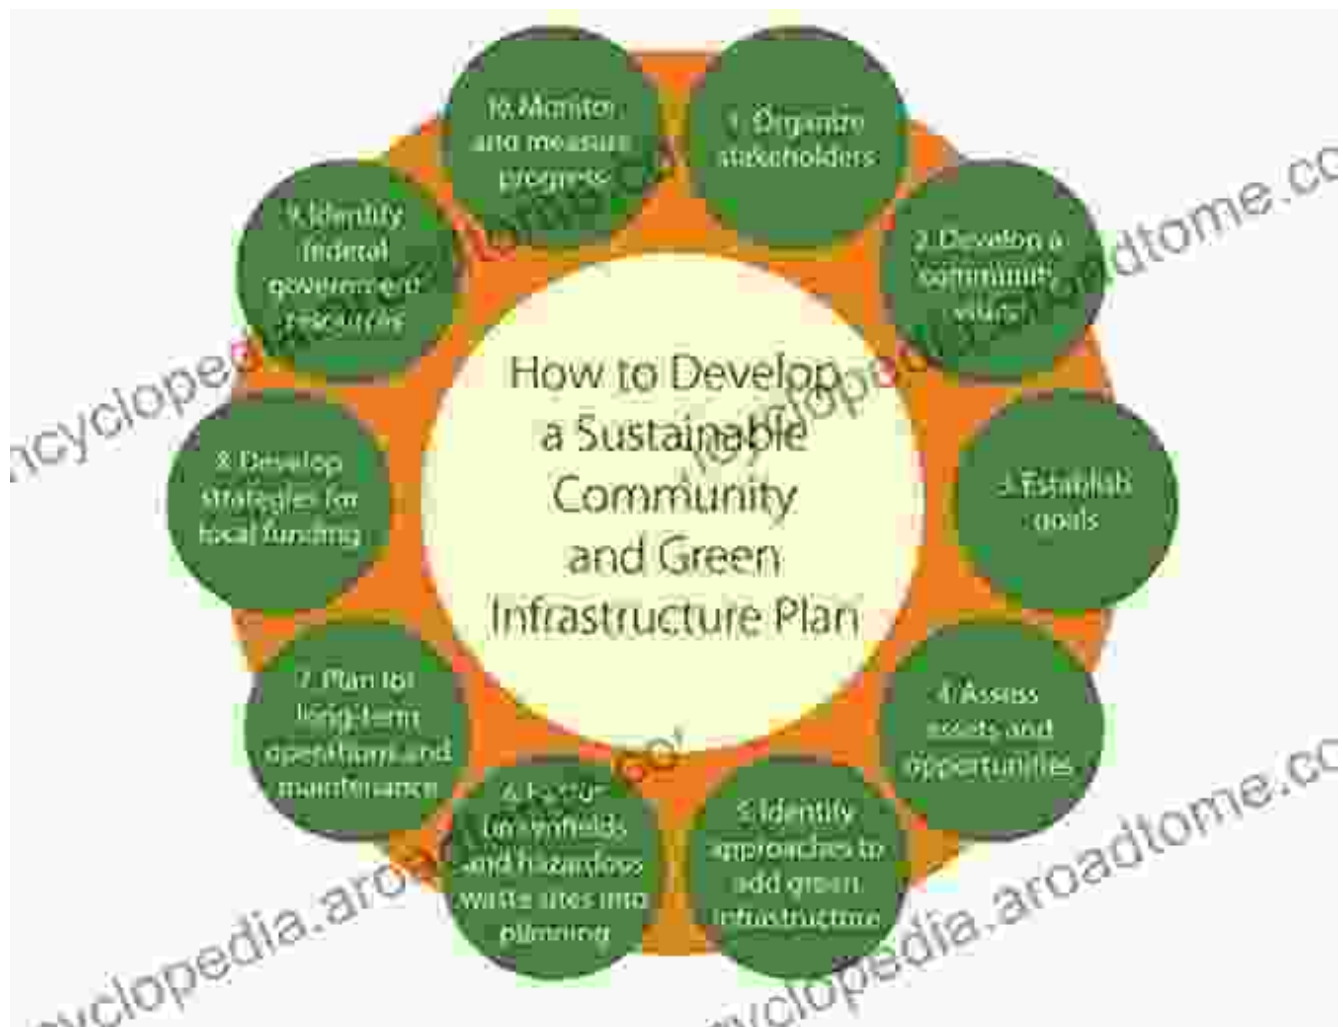 How to Develop
a Sustainable
Community
and Green
Infrastructure Plan
1. Organize
stakeholders
2. Develop a
community
vision
3. Establish
goals
4. Assess
assets and
opportunities
5. Identify
approaches to
add green
infrastructure
6. Factor
brownfields
and hazardous
waste sites into
planning
7. Plan for
long-term
operations and
maintenance
8. Develop
strategies for
local funding
9. Identify
federal
government
resources
10. Monitor
and measure
progress